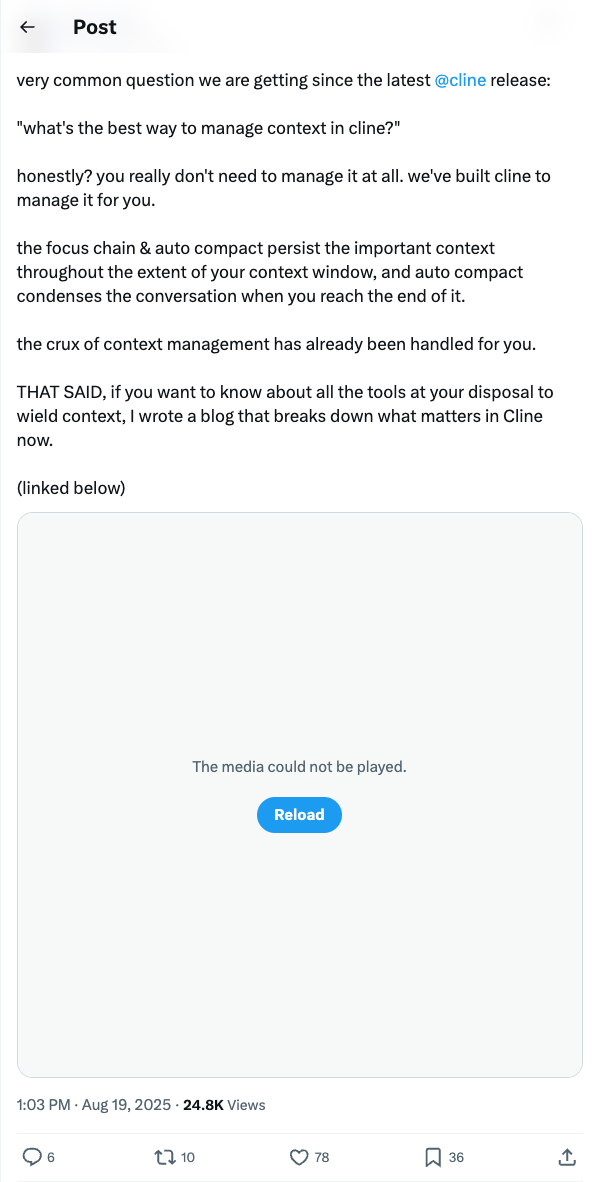 Post
very common question we are getting since the latest @cline release:
"what's the best way to manage context in cline?"
honestly? you really don't need to manage it at all. we've built cline to
manage it for you.
the focus chain & auto compact persist the important context
throughout the extent of your context window, and auto compact
condenses the conversation when you reach the end of it.
the crux of context management has already been handled for you.
THAT SAID, if you want to know about all the tools at your disposal to
wield context, I wrote a blog that breaks down what matters in Cline
now.
(linked below)
The media could not be played.
Reload
1:03 PM · Aug 19, 2025 · 24.8K Views
6 10 78 36